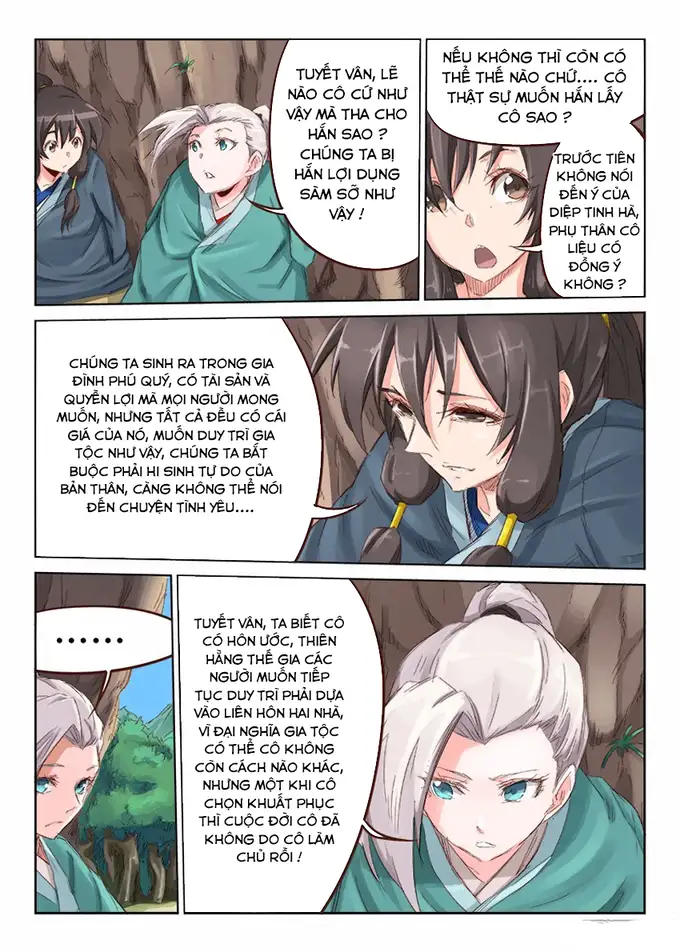 TUYẾT VÂN, LẼ
NÀO CÔ CỨ NHƯ
VẬY MÀ THA CHO
HẮN SAO ?
CHÚNG TA BỊ
HẮN LỢI DỤNG
SÀM SỠ NHƯ
VẬY !
NẾU KHÔNG THÌ CÒN CÓ
THỂ THẾ NÀO CHỨ.... CÔ
THẬT SỰ MUỐN HẮN LẤY
CÔ SAO ?
TRƯỚC TIÊN
KHÔNG NÓI
ĐẾN Ý CỦA
DIỆP TINH HÀ,
PHỤ THÂN CÔ
LIỆU CÓ
ĐỒNG Ý
KHÔNG ?
CHÚNG TA SINH RA TRONG GIA
ĐÌNH PHÚ QUÝ, CÓ TÀI SẢN VÀ
QUYỀN LỢI MÀ MỌI NGƯỜI MONG
MUỐN, NHƯNG TẤT CẢ ĐỀU CÓ CÁI
GIÁ CỦA NÓ, MUỐN DUY TRÌ GIA
TỘC NHƯ VẬY, CHÚNG TA BẮT
BUỘC PHẢI HI SINH TỰ DO CỦA
BẢN THÂN, CÀNG KHÔNG THỂ NÓI
ĐẾN CHUYỆN TÌNH YÊU....
......
TUYẾT VÂN, TA BIẾT CÔ
CÓ HÔN ƯỚC, THIÊN
HẰNG THẾ GIA CÁC
NGƯỜI MUỐN TIẾP
TỤC DUY TRÌ PHẢI DỰA
VÀO LIÊN HÔN HAI NHÀ,
VÌ ĐẠI NGHĨA GIA TỘC
CÓ THỂ CÔ KHÔNG
CÒN CÁCH NÀO KHÁC,
NHƯNG MỘT KHI CÔ
CHỌN KHUẤT PHỤC
THÌ CUỘC ĐỜI CÔ ĐÃ
KHÔNG DO CÔ LÀM
CHỦ RỒI !